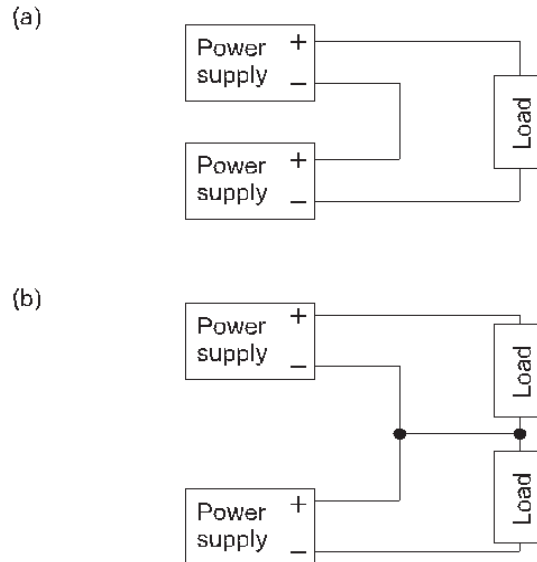 (a)
Power +
supply −
Power +
supply −
Load
(b)
Power +
supply −
Load
Power +
supply −
Load